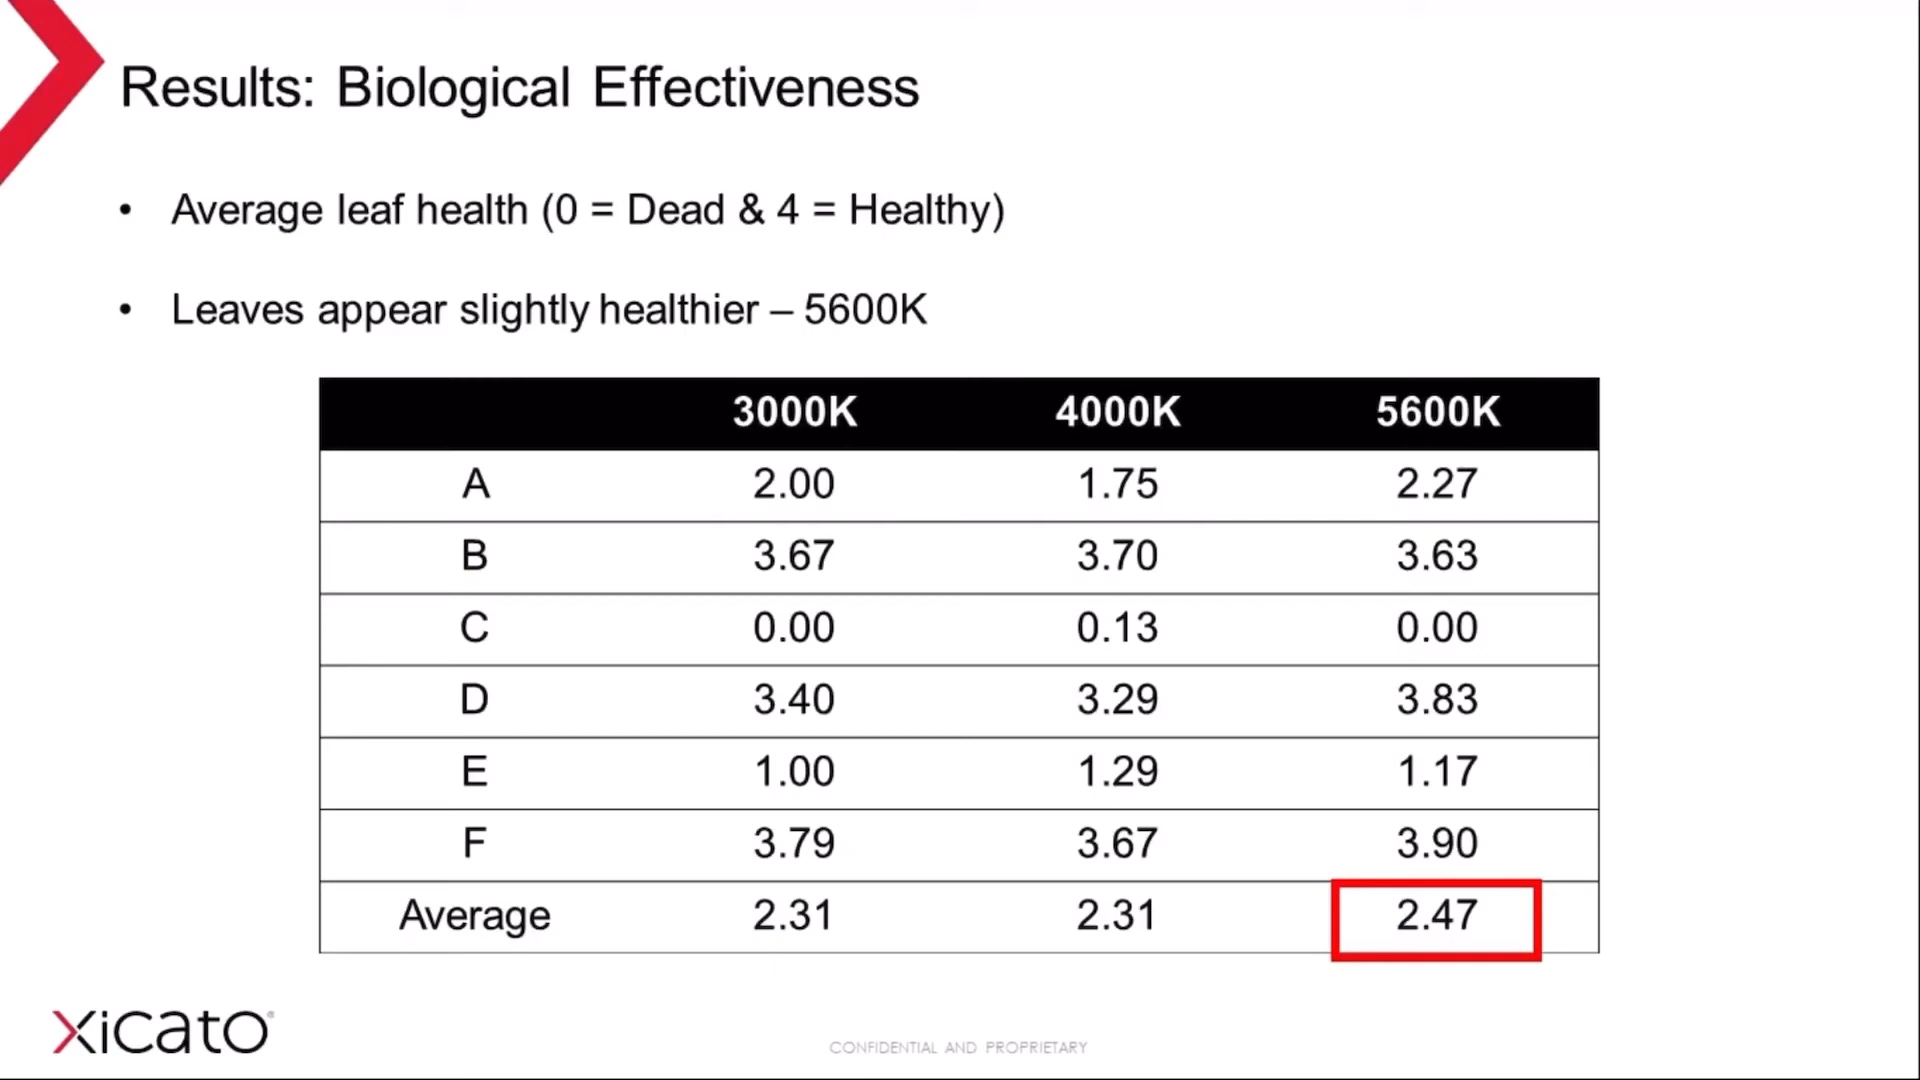 Results: Biological Effectiveness
• Average leaf health (0 = Dead & 4 = Healthy)
• Leaves appear slightly healthier – 5600K
3000K 4000K 5600K
A 2.00 1.75 2.27
B 3.67 3.70 3.63
C 0.00 0.13 0.00
D 3.40 3.29 3.83
E 1.00 1.29 1.17
F 3.79 3.67 3.90
Average 2.31 2.31 2.47
xicato®
CONFIDENTIAL AND PROPRIETARY